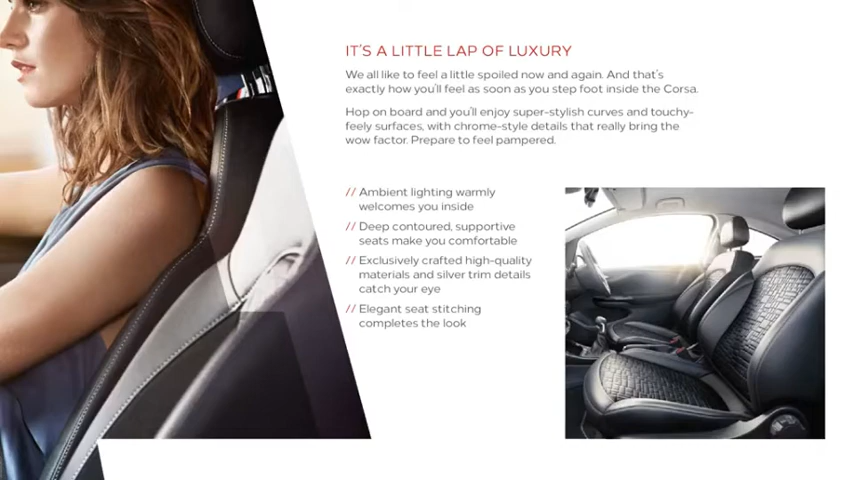 IT'S A LITTLE LAP OF LUXURY
We all like to feel a little spoiled now and again. And that's
exactly how you'll feel as soon as you step foot inside the Corsa.
Hop on board and you'll enjoy super-stylish curves and touchy-
feely surfaces, with chrome-style details that really bring the
wow factor. Prepare to feel pampered.
// Ambient lighting warmly
welcomes you inside
// Deep contoured, supportive
seats make you comfortable
// Exclusively crafted high-quality
materials and silver trim details
catch your eye
// Elegant seat stitching
completes the look